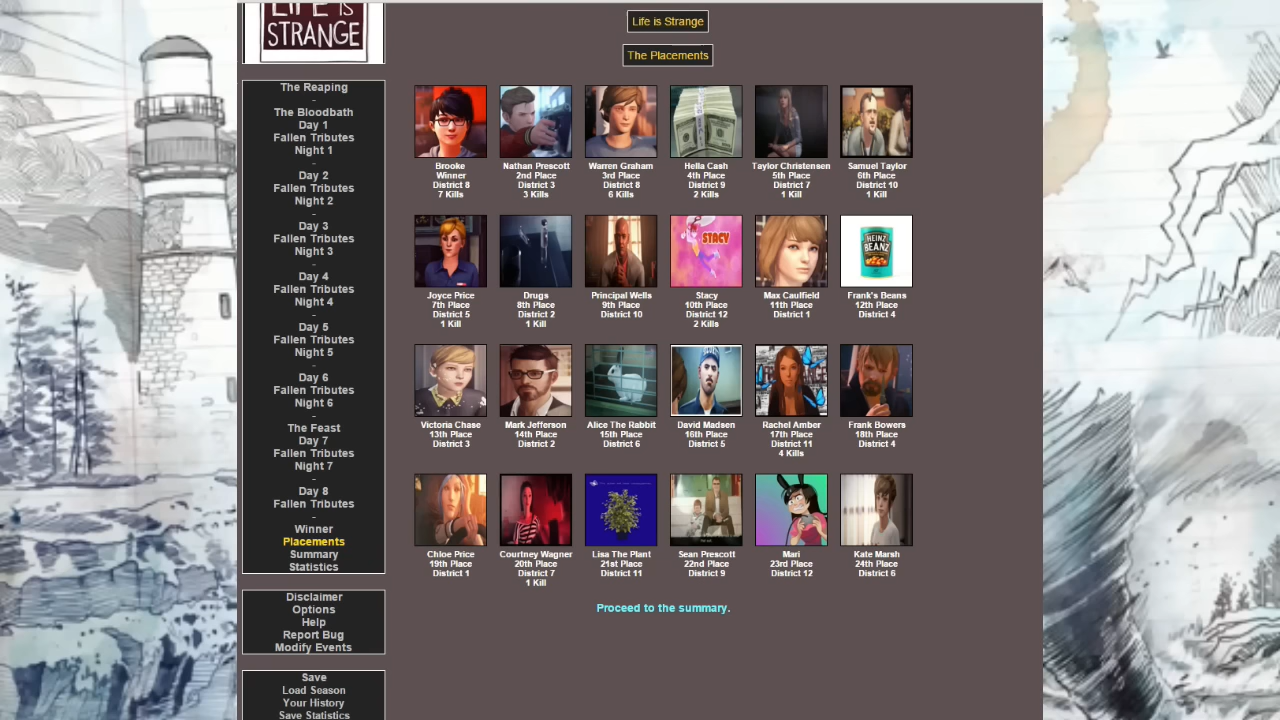 LIFE IS
STRANGE
Life is Strange
The Placements
The Reaping
-
The Bloodbath
Day 1
Fallen Tributes
Night 1
-
Day 2
Fallen Tributes
Night 2
-
Day 3
Fallen Tributes
Night 3
-
Day 4
Fallen Tributes
Night 4
-
Day 5
Fallen Tributes
Night 5
-
Day 6
Fallen Tributes
Night 6
-
The Feast
Day 7
Fallen Tributes
Night 7
-
Day 8
Fallen Tributes
-
Winner
Placements
Summary
Statistics
Disclaimer
Options
Help
Report Bug
Modify Events
Save
Load Season
Your History
Save Statistics
Brooke
Winner
District 8
7 Kills
Nathan Prescott
2nd Place
District 3
3 Kills
Warren Graham
3rd Place
District 8
6 Kills
Hella Cash
4th Place
District 9
2 Kills
Taylor Christensen
5th Place
District 7
1 Kill
Samuel Taylor
6th Place
District 10
1 Kill
Joyce Price
7th Place
District 5
1 Kill
Drugs
8th Place
District 2
1 Kill
Principal Wells
9th Place
District 10
STACY
Stacy
10th Place
District 12
2 Kills
Max Caulfield
11th Place
District 1
HEINZ
BEANZ
Frank's Beans
12th Place
District 4
Victoria Chase
13th Place
District 3
Mark Jefferson
14th Place
District 2
Alice The Rabbit
15th Place
District 6
David Madsen
16th Place
District 5
Rachel Amber
17th Place
District 11
4 Kills
Frank Bowers
18th Place
District 4
Chloe Price
19th Place
District 1
Courtney Wagner
20th Place
District 7
1 Kill
Lisa The Plant
21st Place
District 11
Sean Prescott
22nd Place
District 9
Mari
23rd Place
District 12
Kate Marsh
24th Place
District 6
Proceed to the summary.